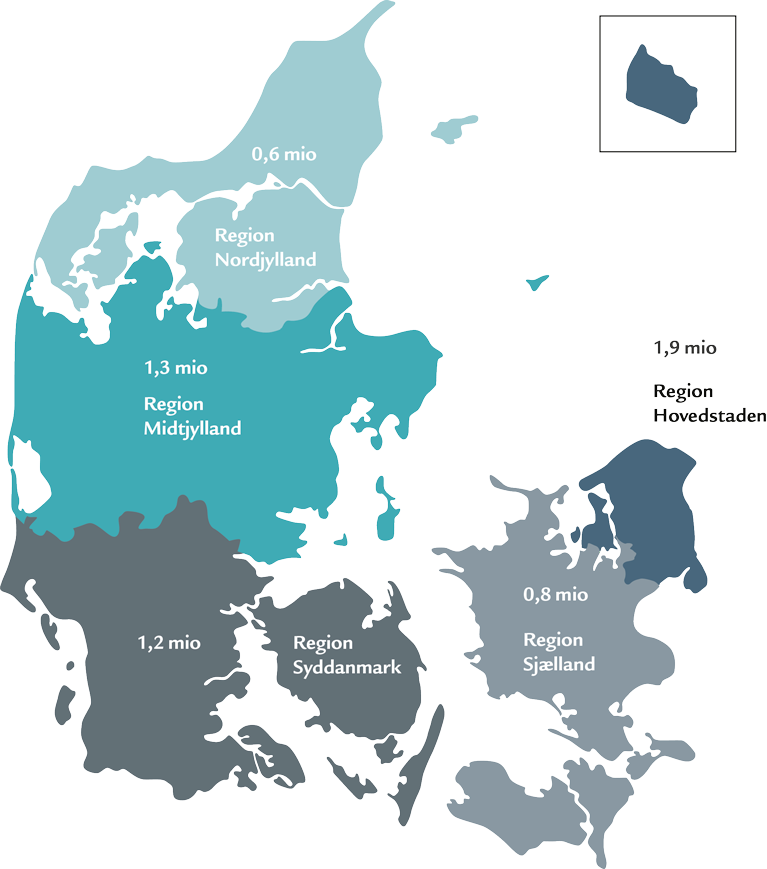 0,6 mio
Region
Nordjylland
1,3 mio
Region
Midtjylland
1,9 mio
Region
Hovedstaden
1,2 mio
Region
Syddanmark
0,8 mio
Region
Sjælland